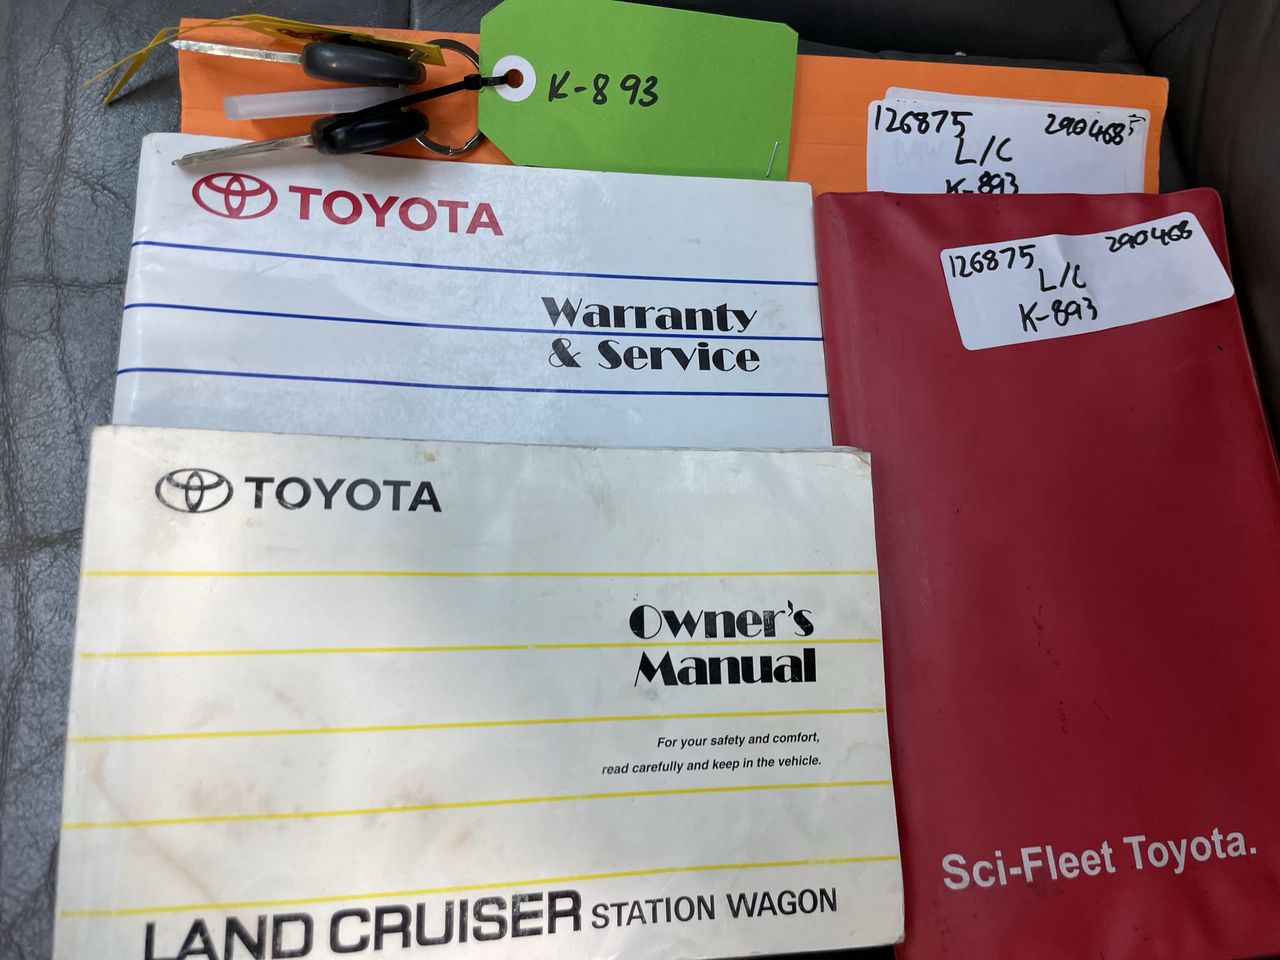 K-893
126875 290468
L/C
K-893
TOYOTA
Warranty
& Service
126875 290468
L/C
K-893
TOYOTA
Owner's
Manual
For your safety and comfort,
read carefully and keep in the vehicle.
LAND CRUISER STATION WAGON
Sci-Fleet Toyota.